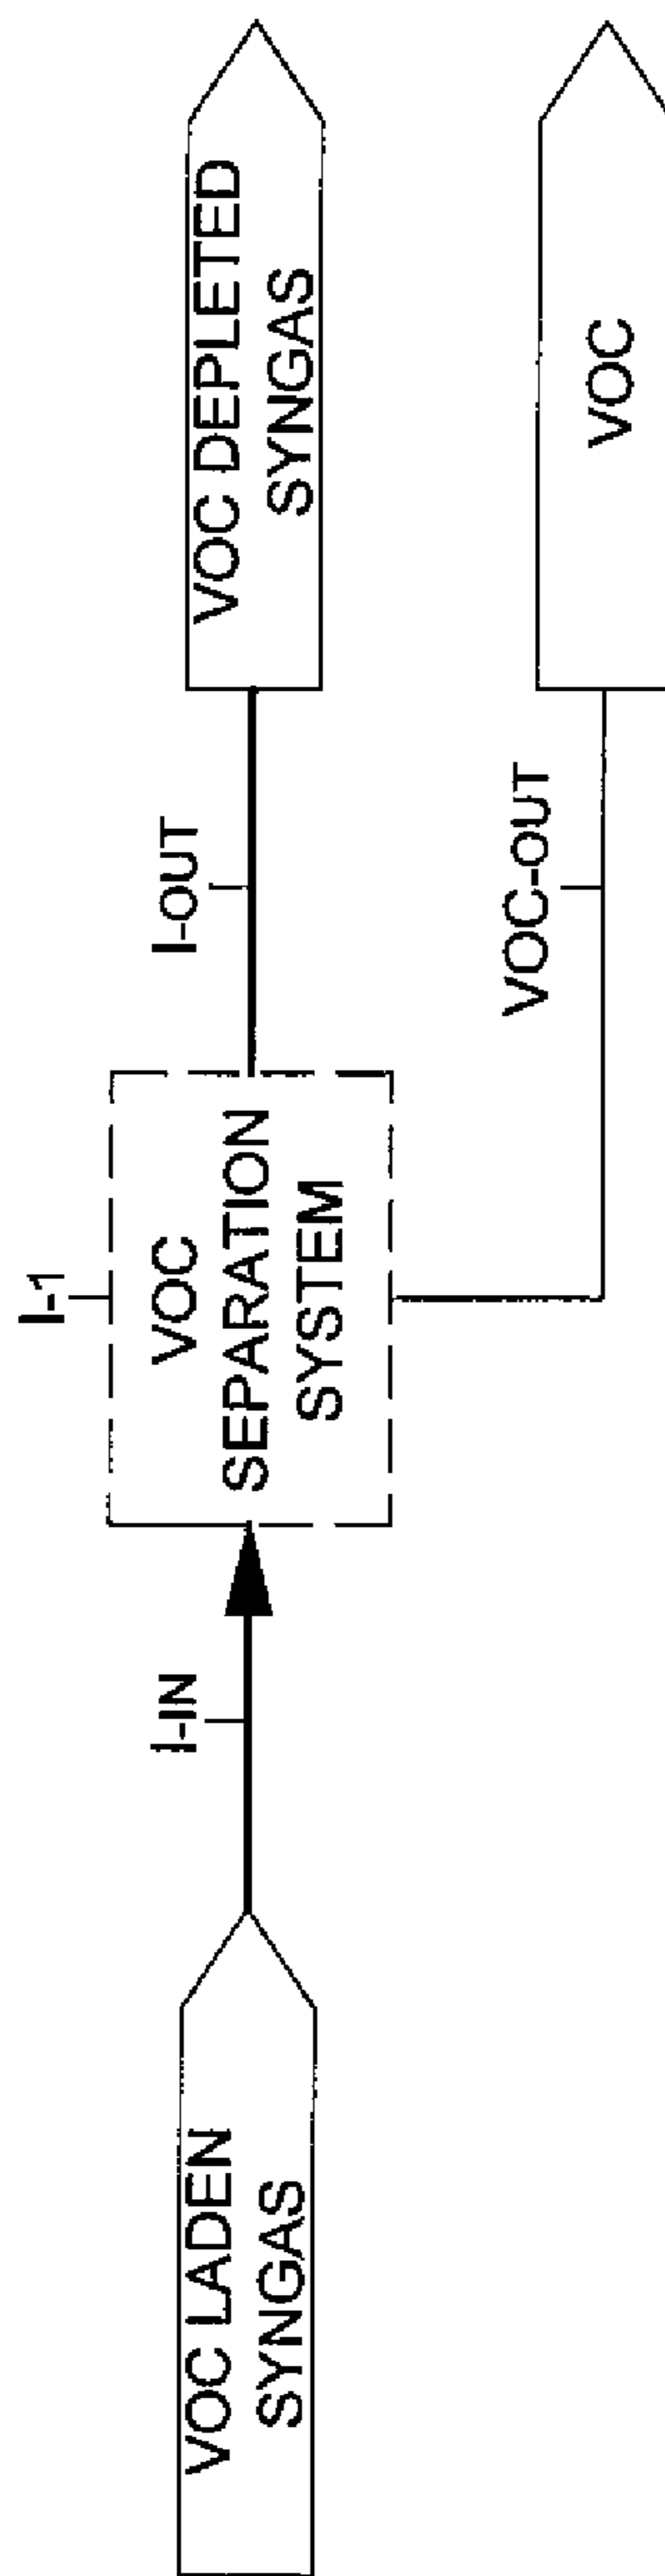 VOC LADEN
SYNGAS
I-IN
I-1
VOC
SEPARATION
SYSTEM
I-OUT
VOC DEPLETED
SYNGAS
VOC-OUT
VOC